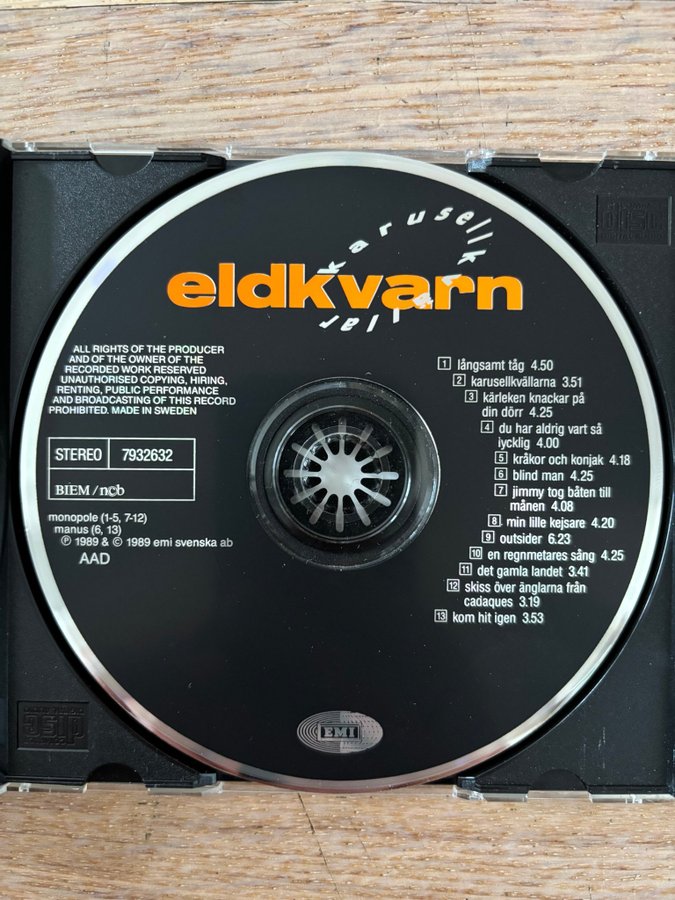 karusellkvällar
eldkvarn
ALL RIGHTS OF THE PRODUCER
AND OF THE OWNER OF THE
RECORDED WORK RESERVED
UNAUTHORISED COPYING, HIRING,
RENTING, PUBLIC PERFORMANCE
AND BROADCASTING OF THIS RECORD
PROHIBITED. MADE IN SWEDEN
STEREO 7932632
BIEM/ncb
monopole (1-5, 7-12)
manus (6, 13)
℗ 1989 & © 1989 emi svenska ab
AAD
1 långsamt tåg 4.50
2 karusellkvällarna 3.51
3 kärleken knackar på
din dörr 4.25
4 du har aldrig vart så
lycklig 4.00
5 kråkor och konjak 4.18
6 blind man 4.25
7 jimmy tog båten till
månen 4.08
8 min lille kejsare 4.20
9 outsider 6.23
10 en regnmetares sång 4.25
11 det gamla landet 3.41
12 skiss över änglarna från
cadaques 3.19
13 kom hit igen 3.53
EMI
disc
disc